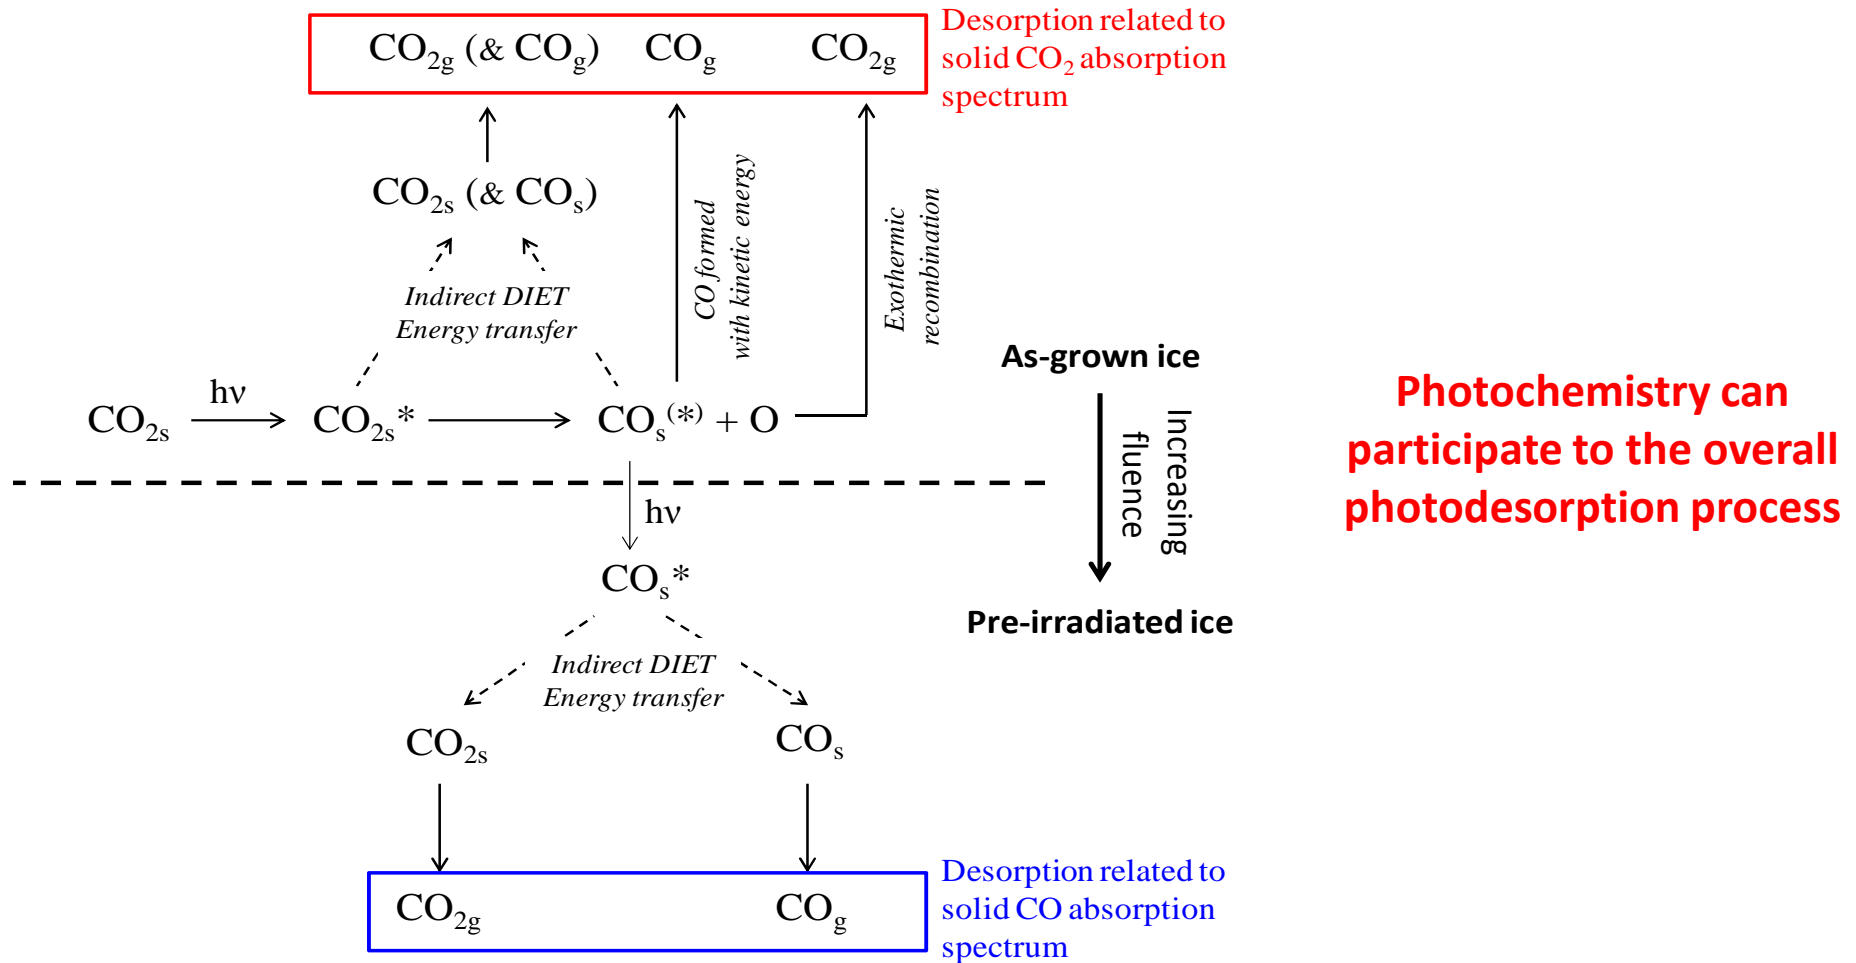 CO₂g (& COg) COg CO₂g
Desorption related to
solid CO₂ absorption
spectrum
CO₂s (& COs)
CO formed
with kinetic energy
Exothermic
recombination
Indirect DIET
Energy transfer
CO₂s hν CO₂s* COs(*) + O
As-grown ice
Increasing
fluence
Pre-irradiated ice
Photochemistry can
participate to the overall
photodesorption process
hν
COs*
Indirect DIET
Energy transfer
CO₂s COs
CO₂g COg
Desorption related to
solid CO absorption
spectrum